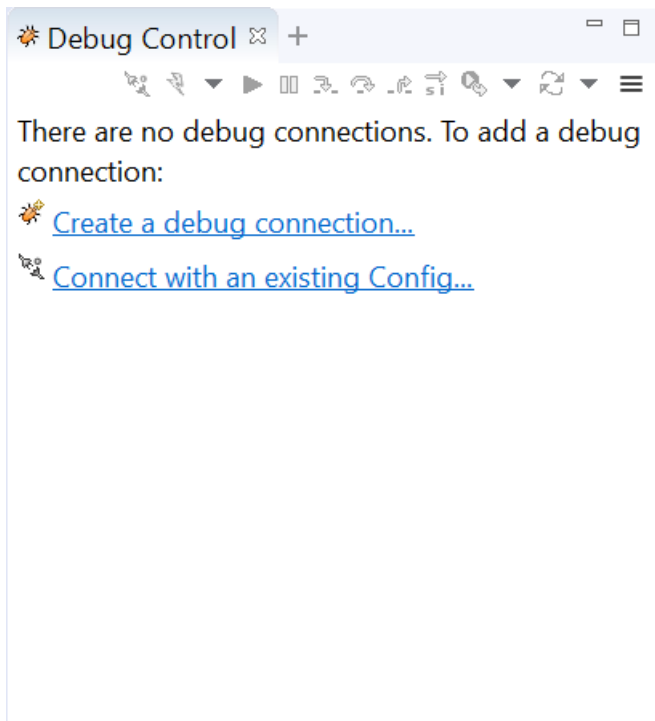 Debug Control
s i
There are no debug connections. To add a debug
connection:
Create a debug connection...
Connect with an existing Config...